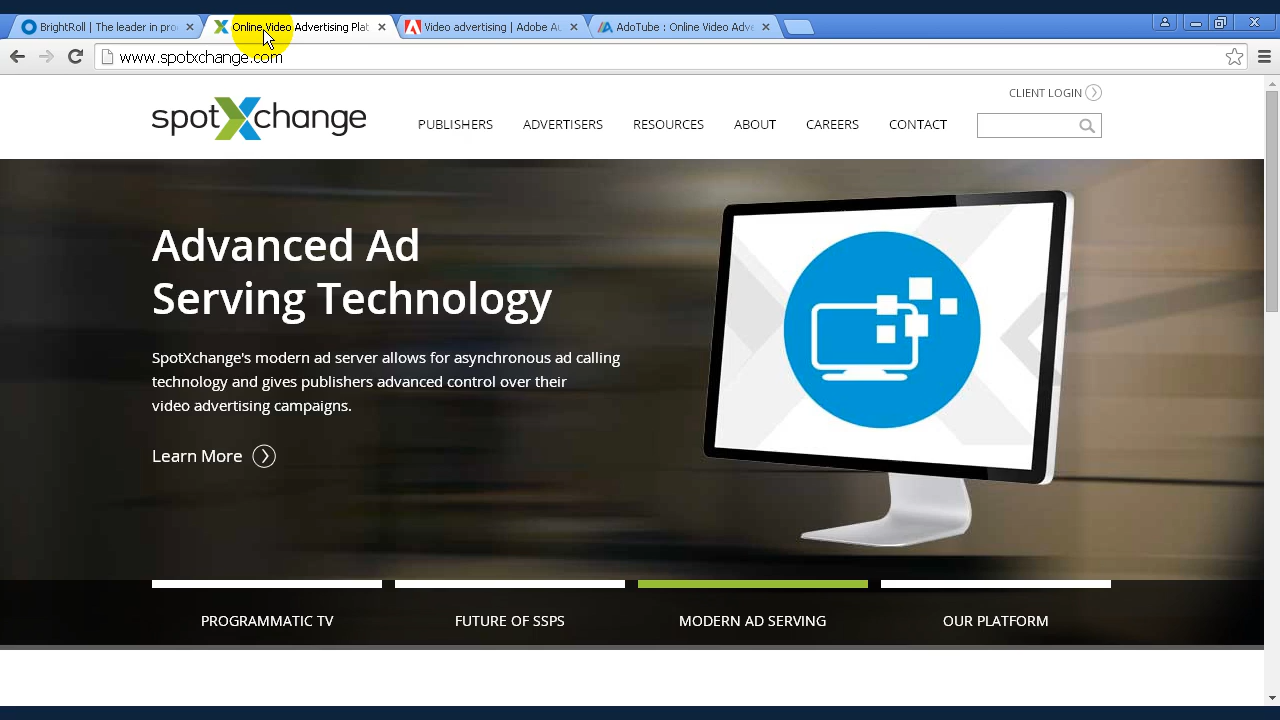 BrightRoll | The leader in pro
Online Video Advertising Plat
Video advertising | Adobe Au
AdoTube : Online Video Adve
www.spotxchange.com
CLIENT LOGIN
spotXchange
PUBLISHERS
ADVERTISERS
RESOURCES
ABOUT
CAREERS
CONTACT
Advanced Ad
Serving Technology
SpotXchange's modern ad server allows for asynchronous ad calling
technology and gives publishers advanced control over their
video advertising campaigns.
Learn More
PROGRAMMATIC TV
FUTURE OF SSPS
MODERN AD SERVING
OUR PLATFORM